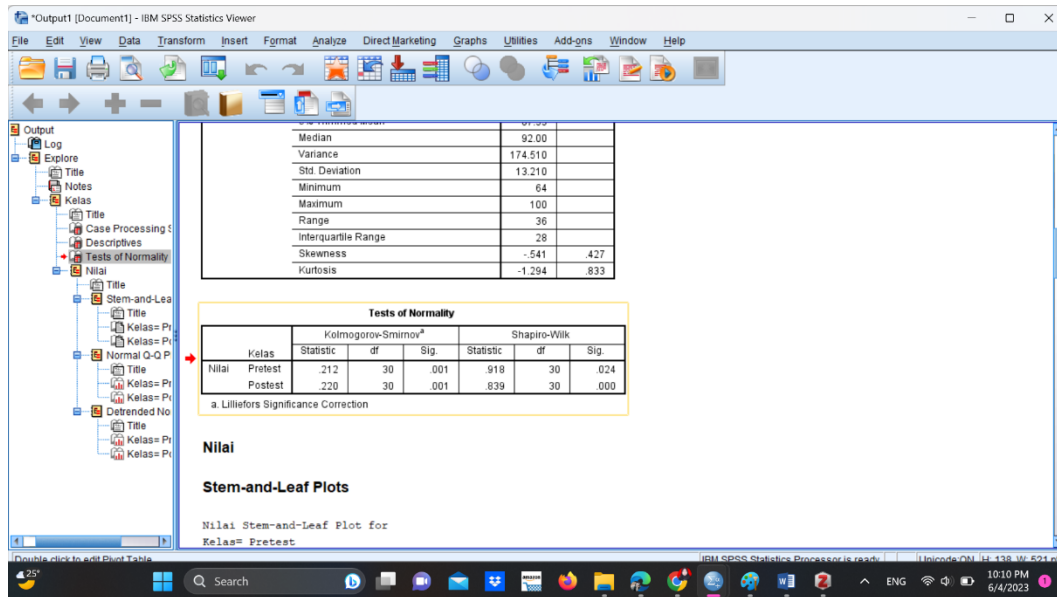 *Output1 [Document1] - IBM SPSS Statistics Viewer
File Edit View Data Transform Insert Format Analyze Direct Marketing Graphs Utilities Add-ons Window Help
Output
Log
Explore
Title
Notes
Kelas
Title
Case Processing S
Descriptives
Tests of Normality
Nilai
Title
Stem-and-Lea
Title
Kelas= Pr
Kelas= Po
Normal Q-Q P
Title
Kelas= Pr
Kelas= Po
Detrended No
Title
Kelas= Pr
Kelas= Po
Median 92.00
Variance 174.510
Std. Deviation 13.210
Minimum 64
Maximum 100
Range 36
Interquartile Range 28
Skewness -.541 .427
Kurtosis -1.294 .833
Tests of Normality
Kolmogorov-Smirnovª Shapiro-Wilk
Kelas Statistic df Sig. Statistic df Sig.
Nilai Pretest .212 30 .001 .918 30 .024
Postest .220 30 .001 .839 30 .000
a. Lilliefors Significance Correction
Nilai
Stem-and-Leaf Plots
Nilai Stem-and-Leaf Plot for
Kelas= Pretest
Double click to edit Pivot Table
IBM SPSS Statistics Processor is ready Unicode:ON H: 138, W: 521 p
25°
Search
ENG
10:10 PM
6/4/2023
1